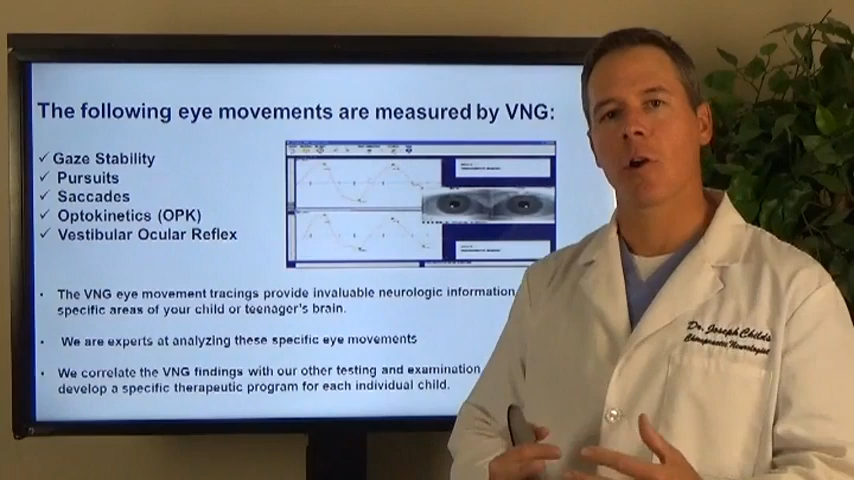 The following eye movements are measured by VNG:
✓ Gaze Stability
✓ Pursuits
✓ Saccades
✓ Optokinetics (OPK)
✓ Vestibular Ocular Reflex
• The VNG eye movement tracings provide invaluable neurologic information
specific areas of your child or teenager's brain.
• We are experts at analyzing these specific eye movements
• We correlate the VNG findings with our other testing and examination
develop a specific therapeutic program for each individual child.
Dr. Joseph Childs
Chiropractic Neurologist